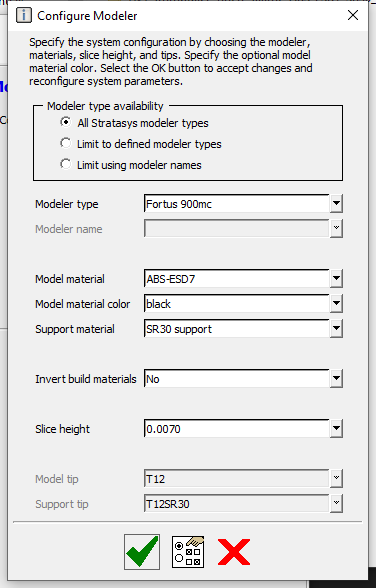 Configure Modeler
Specify the system configuration by choosing the modeler,
materials, slice height, and tips. Specify the optional model
material color. Select the OK button to accept changes and
reconfigure system parameters.
Modeler type availability
All Stratasys modeler types
Limit to defined modeler types
Limit using modeler names
Modeler type Fortus 900mc
Modeler name
Model material ABS-ESD7
Model material color black
Support material SR30 support
Invert build materials No
Slice height 0.0070
Model tip T12
Support tip T12SR30